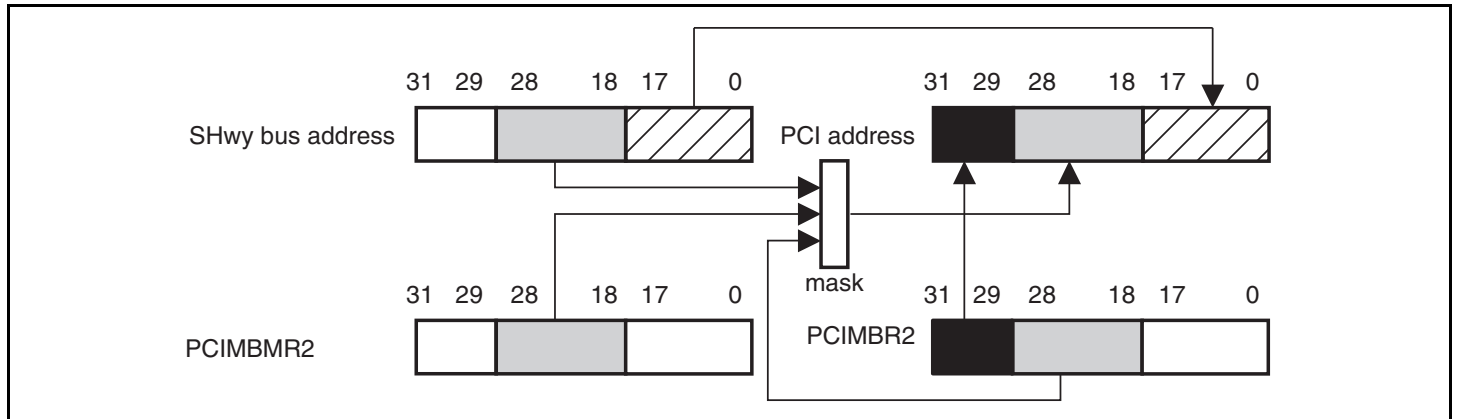 31 29 28 18 17 0
SHwy bus address
31 29 28 18 17 0
PCI address
mask
31 29 28 18 17 0
PCIMBMR2
31 29 28 18 17 0
PCIMBR2